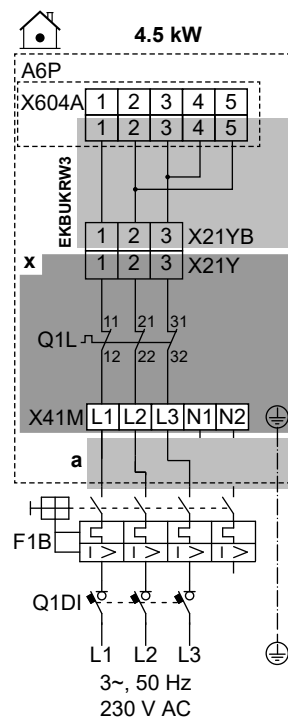 4.5 kW
A6P
X604A 1 2 3 4 5
1 2 3 4 5
EKBUKRW3
1 2 3 X21YB
x 1 2 3 X21Y
11 21 31
Q1L
12 22 32
X41M L1 L2 L3 N1 N2
a
F1B
I > I > I > I >
Q1DI
L1 L2 L3
3~, 50 Hz
230 V AC